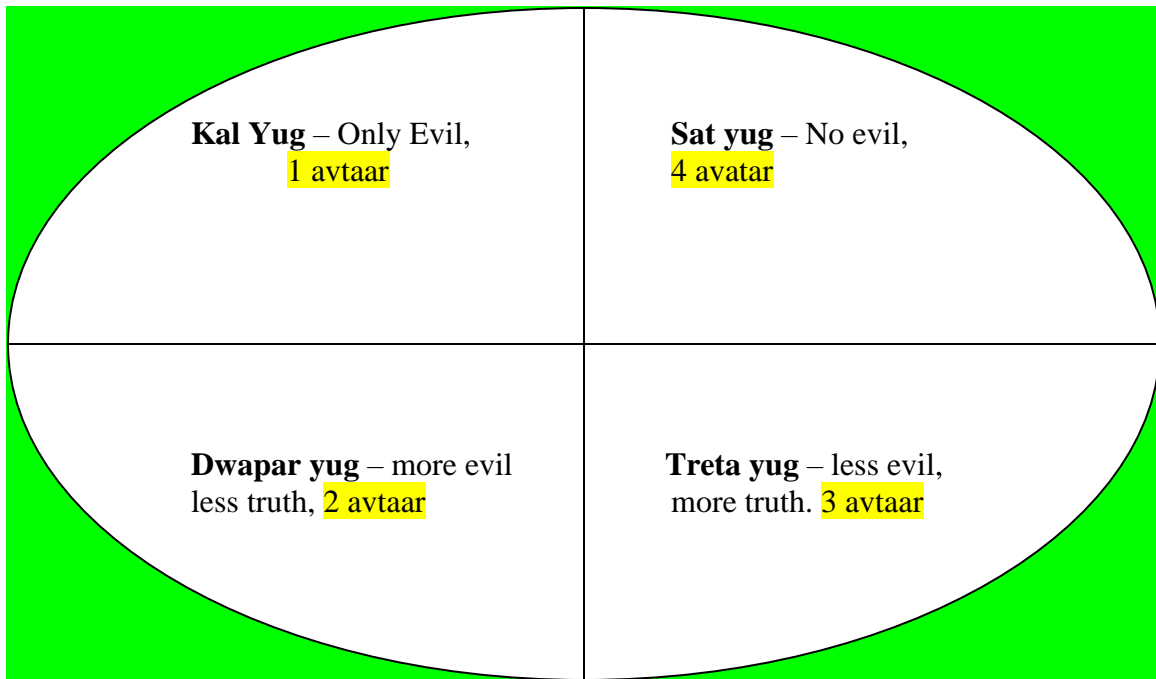 Kal Yug – Only Evil,
1 avtaar
Sat yug – No evil,
4 avatar
Dwapar yug – more evil
less truth, 2 avtaar
Treta yug – less evil,
more truth. 3 avtaar